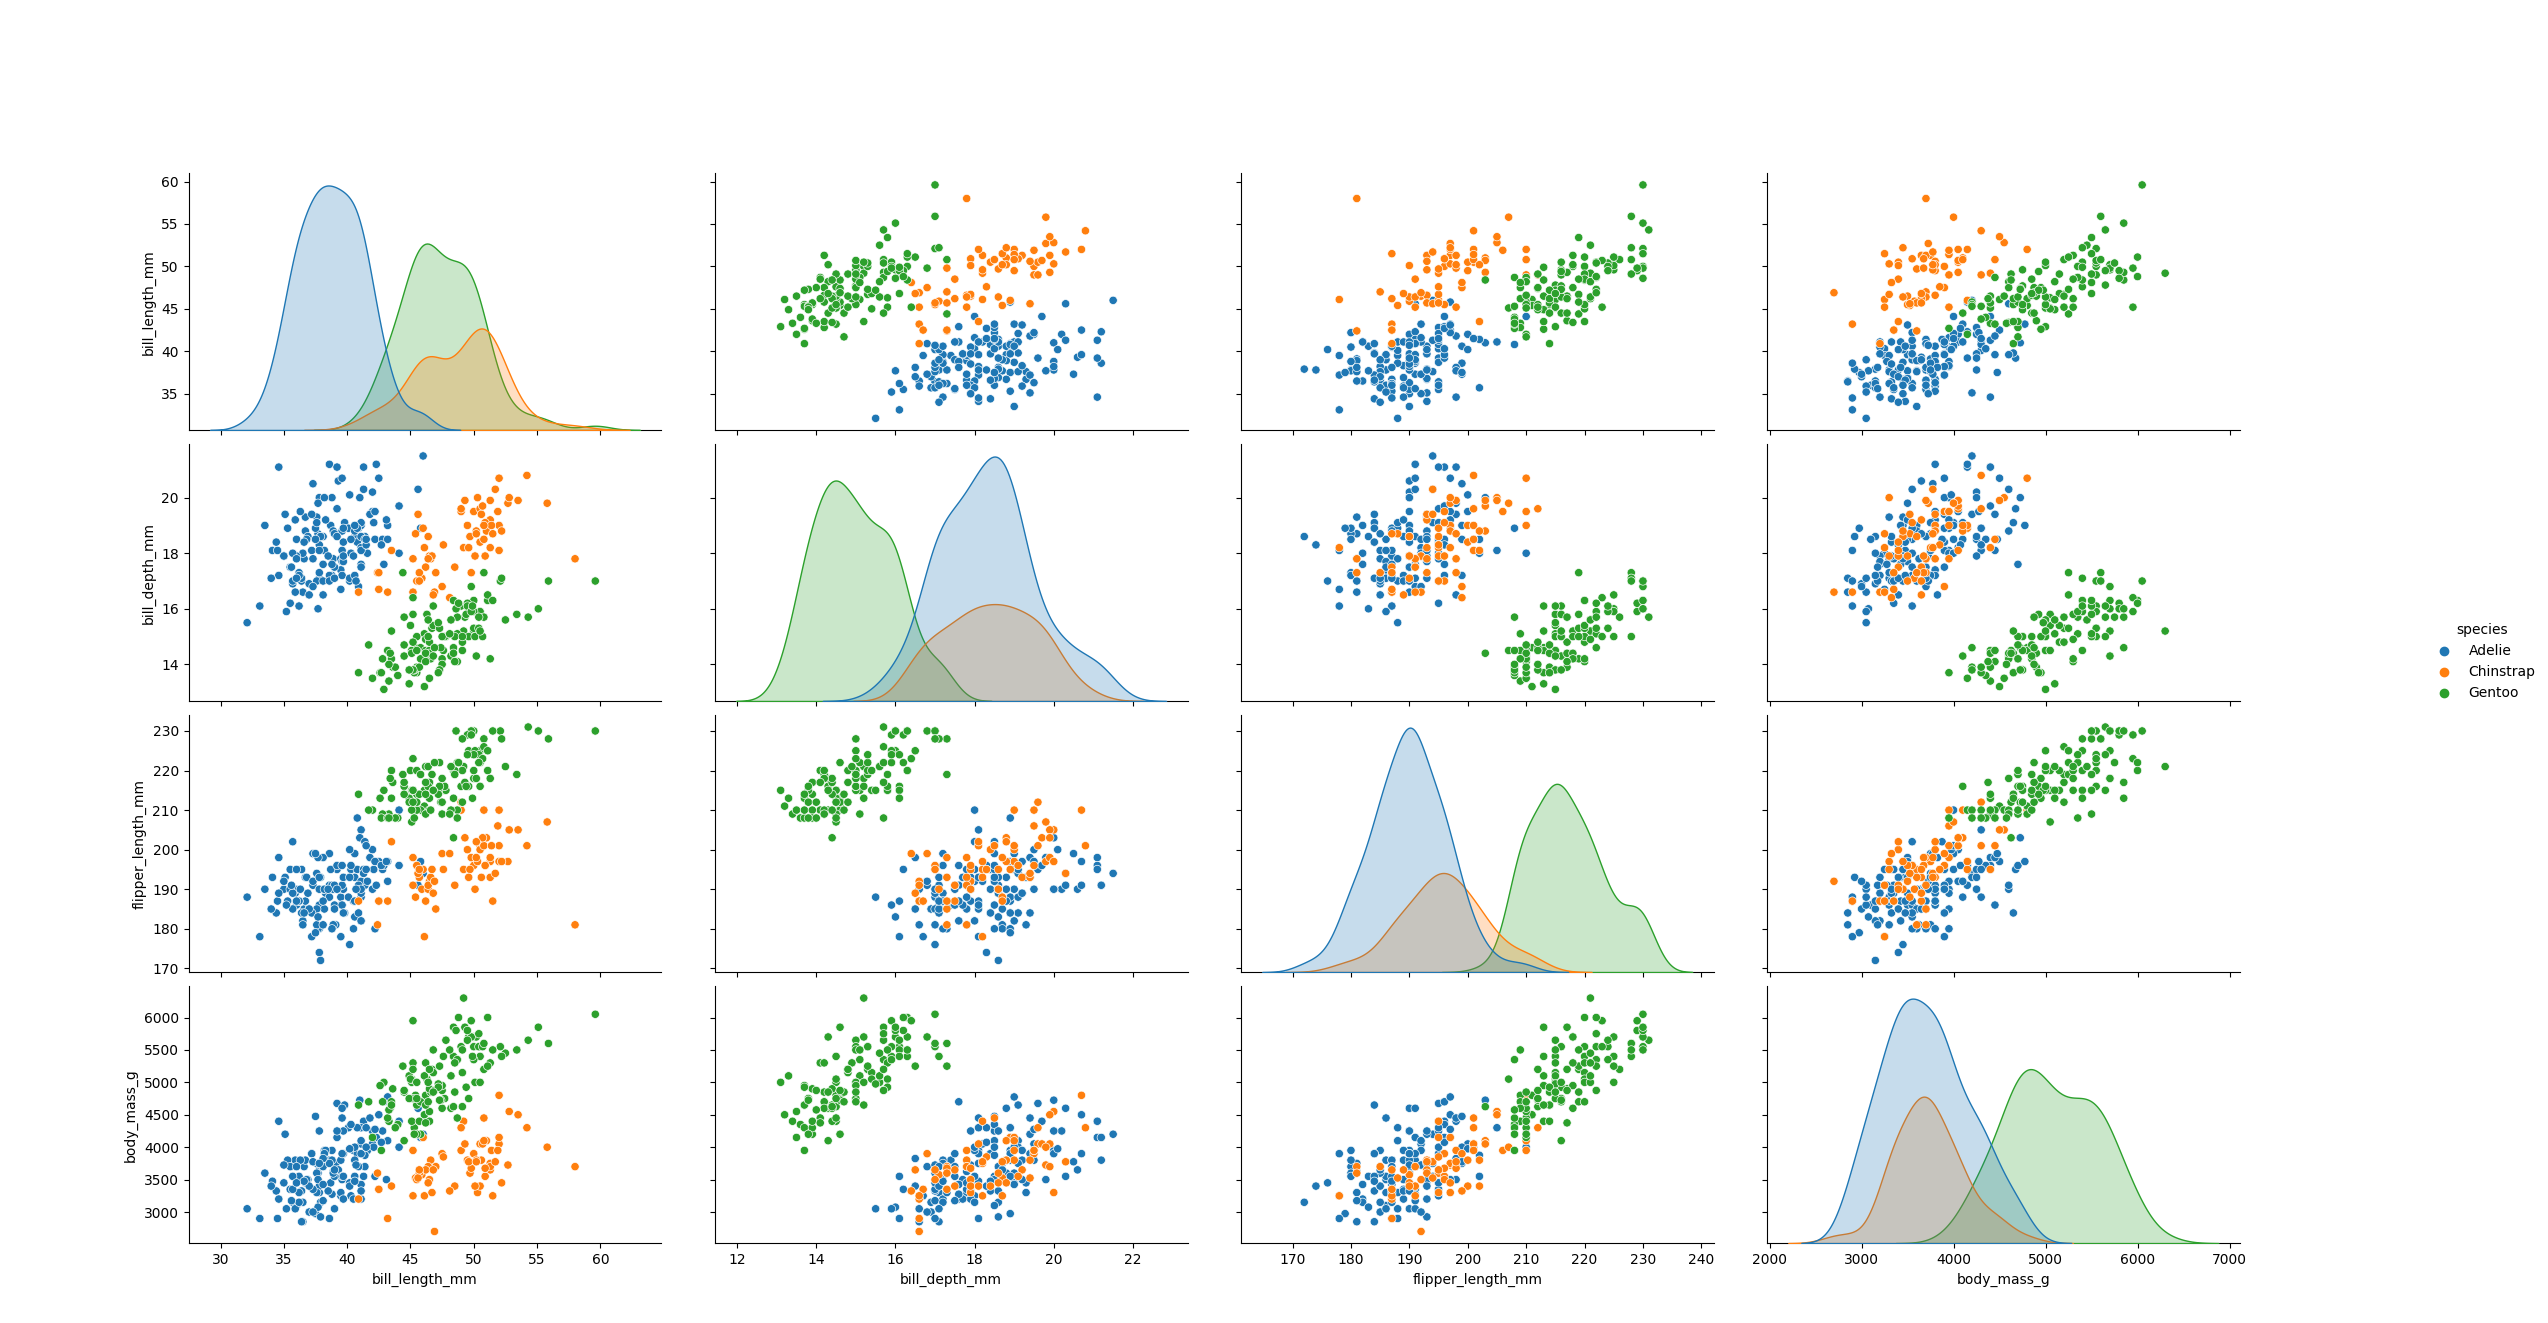 60
55
50
45
40
35
bill_length_mm
20
18
16
14
bill_depth_mm
230
220
210
200
190
180
170
flipper_length_mm
6000
5500
5000
4500
4000
3500
3000
body_mass_g
30 35 40 45 50 55 60
bill_length_mm
12 14 16 18 20 22
bill_depth_mm
170 180 190 200 210 220 230 240
flipper_length_mm
2000 3000 4000 5000 6000 7000
body_mass_g
species
Adelie
Chinstrap
Gentoo